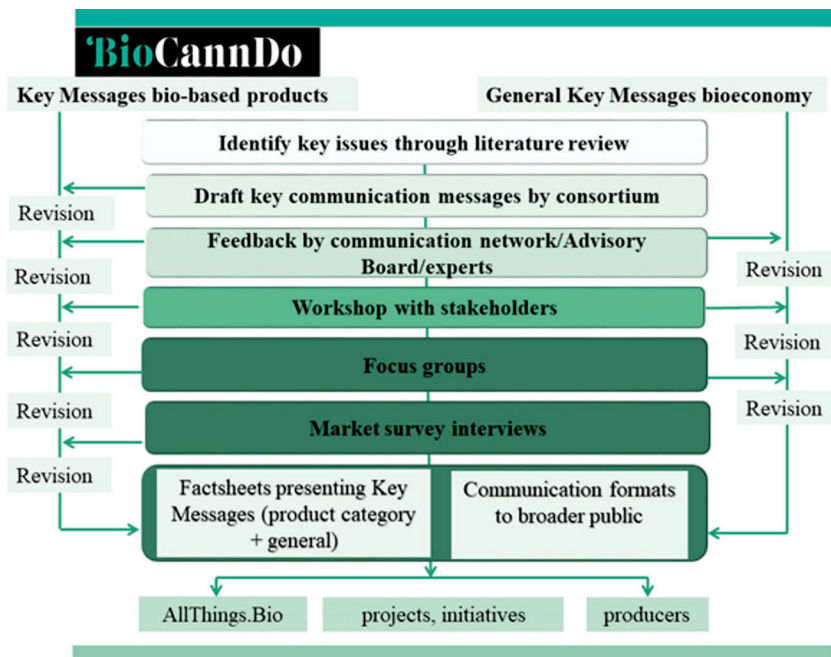 BioCannDo
Key Messages bio-based products
General Key Messages bioeconomy
Identify key issues through literature review
Draft key communication messages by consortium
Revision
Feedback by communication network/Advisory
Board/experts
Revision
Revision
Workshop with stakeholders
Revision
Revision
Focus groups
Revision
Revision
Market survey interviews
Revision
Factsheets presenting Key
Messages (product category
+ general)
Communication formats
to broader public
AllThings.Bio
projects, initiatives
producers